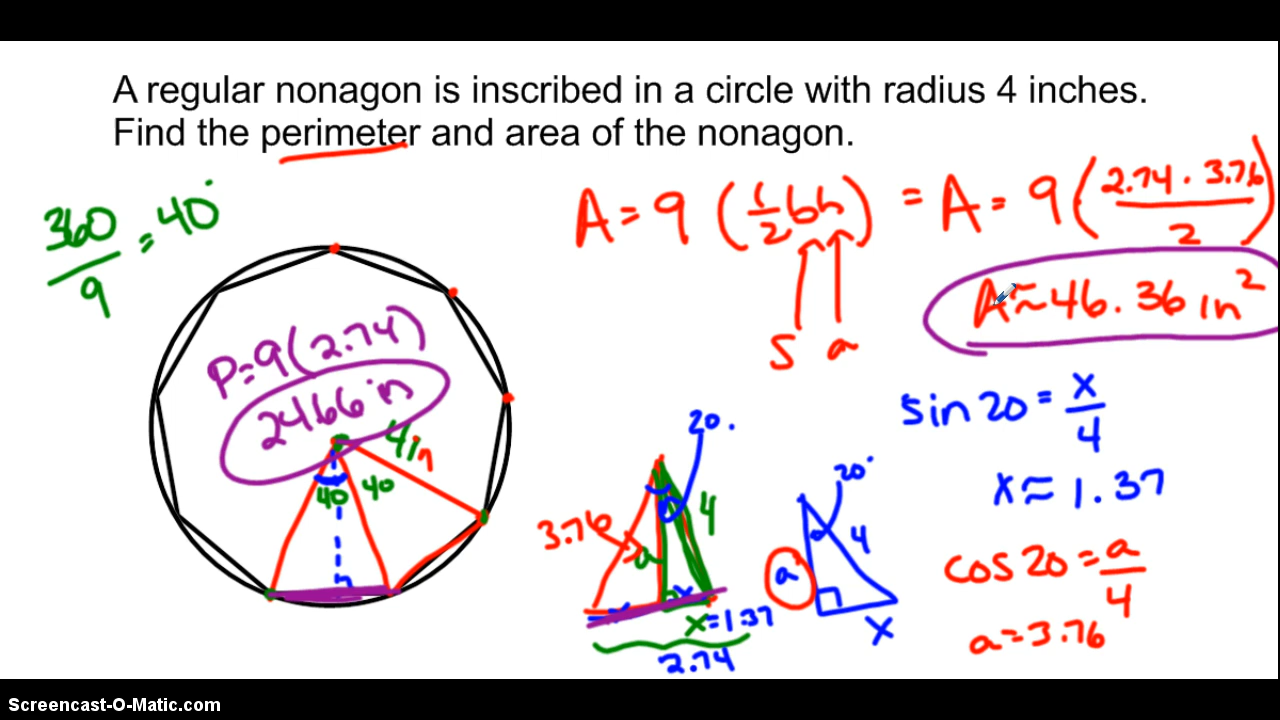 A regular nonagon is inscribed in a circle with radius 4 inches.
Find the perimeter and area of the nonagon.
360/9 = 40°
A = 9 (1/2 bh) = A = 9 (2.74 · 3.76 / 2)
s a
A ≈ 46.36 in²
P = 9(2.74)
24.66 in
4in
40 40
sin 20 = x/4
x ≈ 1.37
cos 20 = a/4
a = 3.76
20°
3.76
a
4
x x
x = 1.37
2.74
20°
4
a
x
Screencast-O-Matic.com